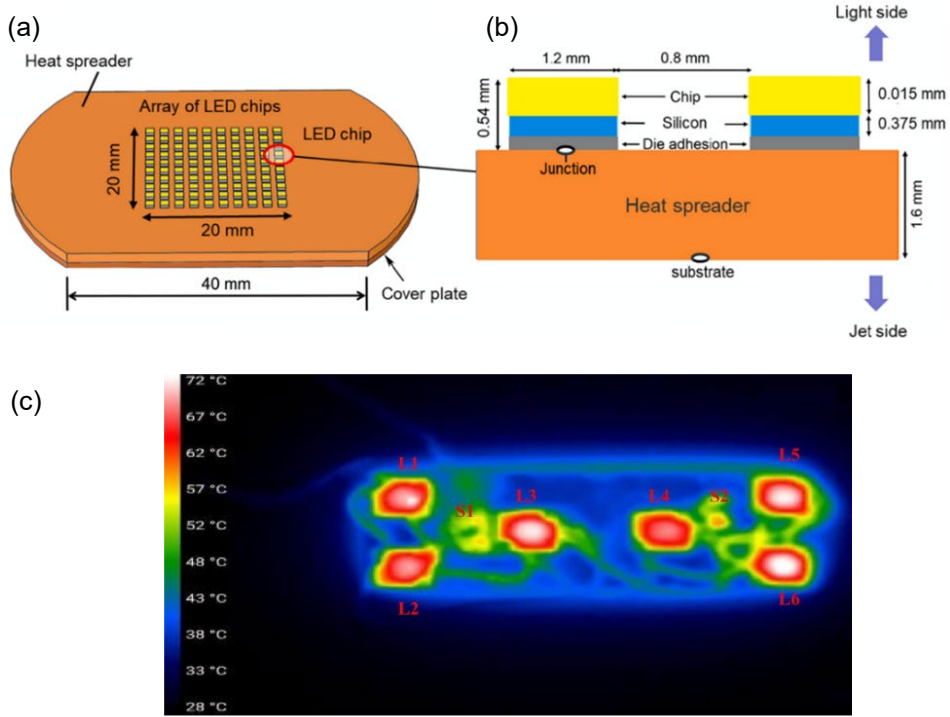 (a)
Heat spreader
Array of LED chips
LED chip
20 mm
20 mm
40 mm
Cover plate
(b)
Light side
1.2 mm
0.8 mm
0.54 mm
Chip
0.015 mm
Silicon
0.375 mm
Die adhesion
Junction
Heat spreader
1.6 mm
substrate
Jet side
(c)
72 °C
67 °C
62 °C
57 °C
52 °C
48 °C
43 °C
38 °C
33 °C
28 °C
L1
L5
L3
L4
S2
S1
L2
L6